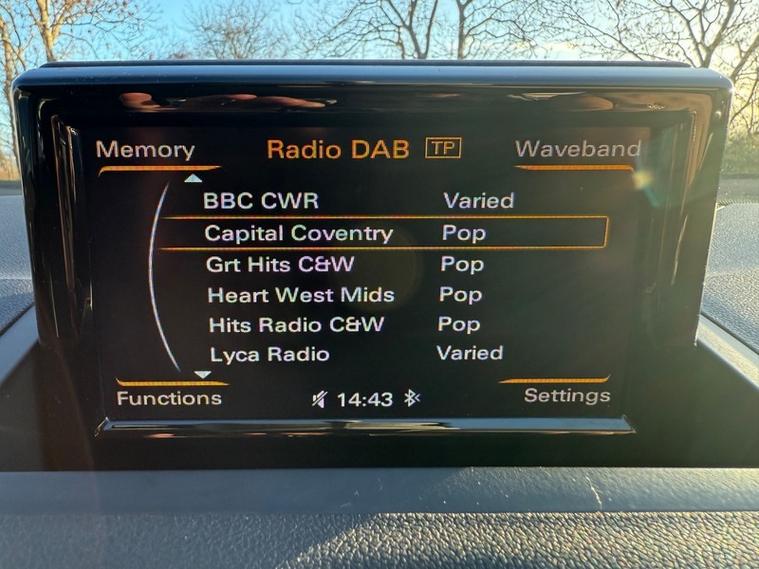 Memory Radio DAB TP Waveband
BBC CWR Varied
Capital Coventry Pop
Grt Hits C&W Pop
Heart West Mids Pop
Hits Radio C&W Pop
Lyca Radio Varied
Functions 14:43 Settings